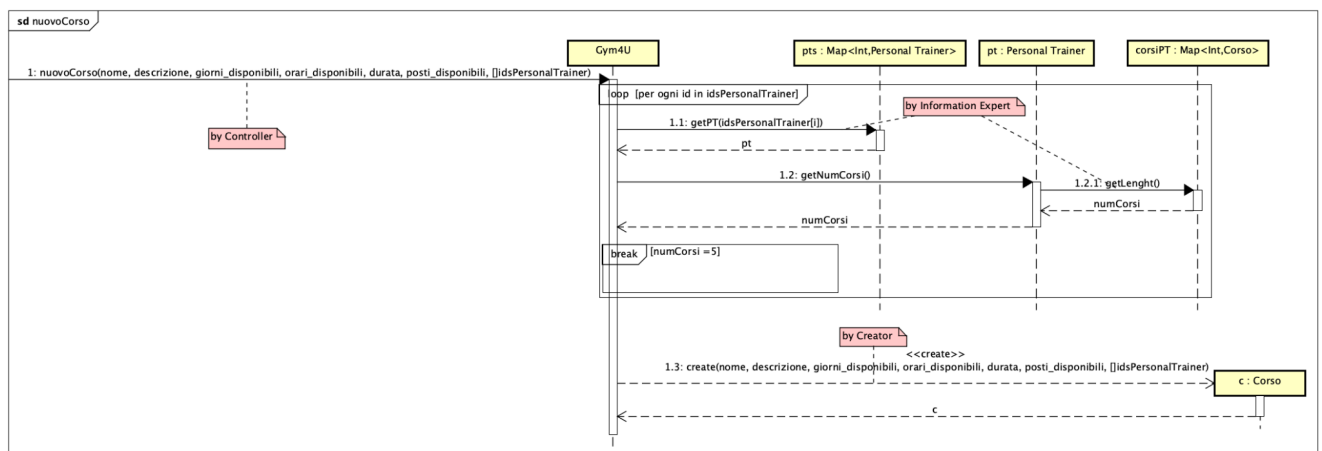 sd nuovoCorso
Gym4U
pts : Map<Int,Personal Trainer>
pt : Personal Trainer
corsiPT : Map<Int,Corso>
1: nuovoCorso(nome, descrizione, giorni_disponibili, orari_disponibili, durata, posti_disponibili, []idsPersonalTrainer)
loop [per ogni id in idsPersonalTrainer]
by Information Expert
by Controller
1.1: getPT(idsPersonalTrainer[i])
pt
1.2: getNumCorsi()
1.2.1: getLenght()
numCorsi
numCorsi
break [numCorsi =5]
by Creator
<<create>>
1.3: create(nome, descrizione, giorni_disponibili, orari_disponibili, durata, posti_disponibili, []idsPersonalTrainer)
c : Corso
c